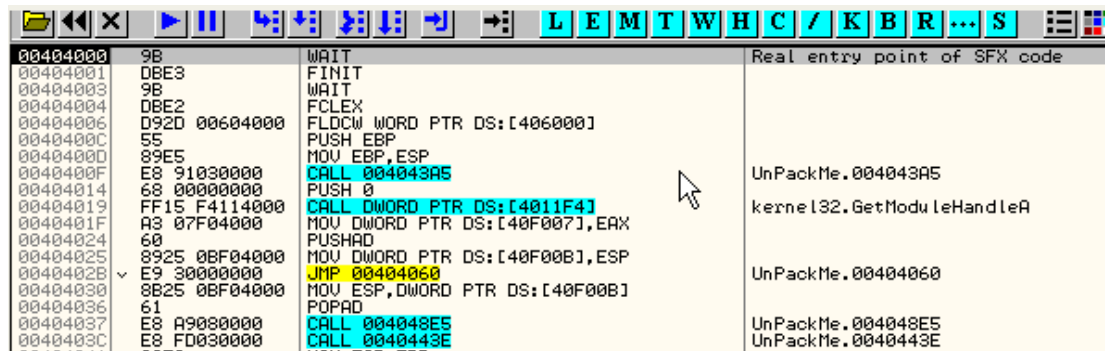 L E M T W H C / K B R ... S
00404000 9B WAIT Real entry point of SFX code
00404001 DBE3 FINIT
00404003 9B WAIT
00404004 DBE2 FCLEX
00404006 D92D 00604000 FLDCW WORD PTR DS:[406000]
0040400C 55 PUSH EBP
0040400D 89E5 MOV EBP,ESP
0040400F E8 91030000 CALL 004043A5 UnPackMe.004043A5
00404014 68 00000000 PUSH 0
00404019 FF15 F4114000 CALL DWORD PTR DS:[4011F4] kernel32.GetModuleHandleA
0040401F A3 07F04000 MOV DWORD PTR DS:[40F007],EAX
00404024 60 PUSHAD
00404025 8925 0BF04000 MOV DWORD PTR DS:[40F00B],ESP
0040402B E9 30000000 JMP 00404060 UnPackMe.00404060
00404030 8B25 0BF04000 MOV ESP,DWORD PTR DS:[40F00B]
00404036 61 POPAD
00404037 E8 A9080000 CALL 004048E5 UnPackMe.004048E5
0040403C E8 FD030000 CALL 0040443E UnPackMe.0040443E